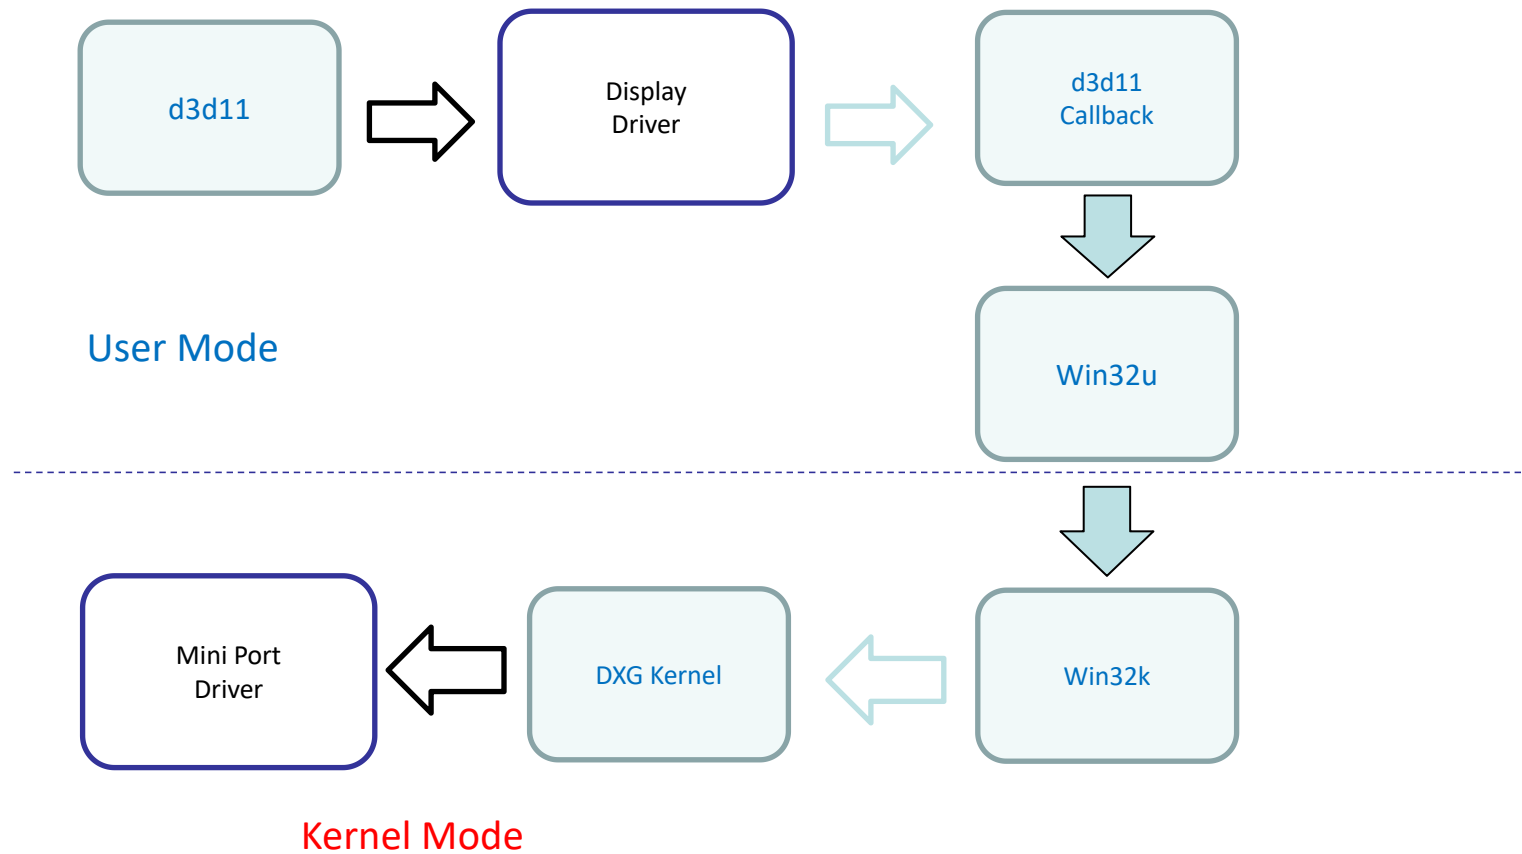 d3d11
Display
Driver
d3d11
Callback
User Mode
Win32u
Mini Port
Driver
DXG Kernel
Win32k
Kernel Mode